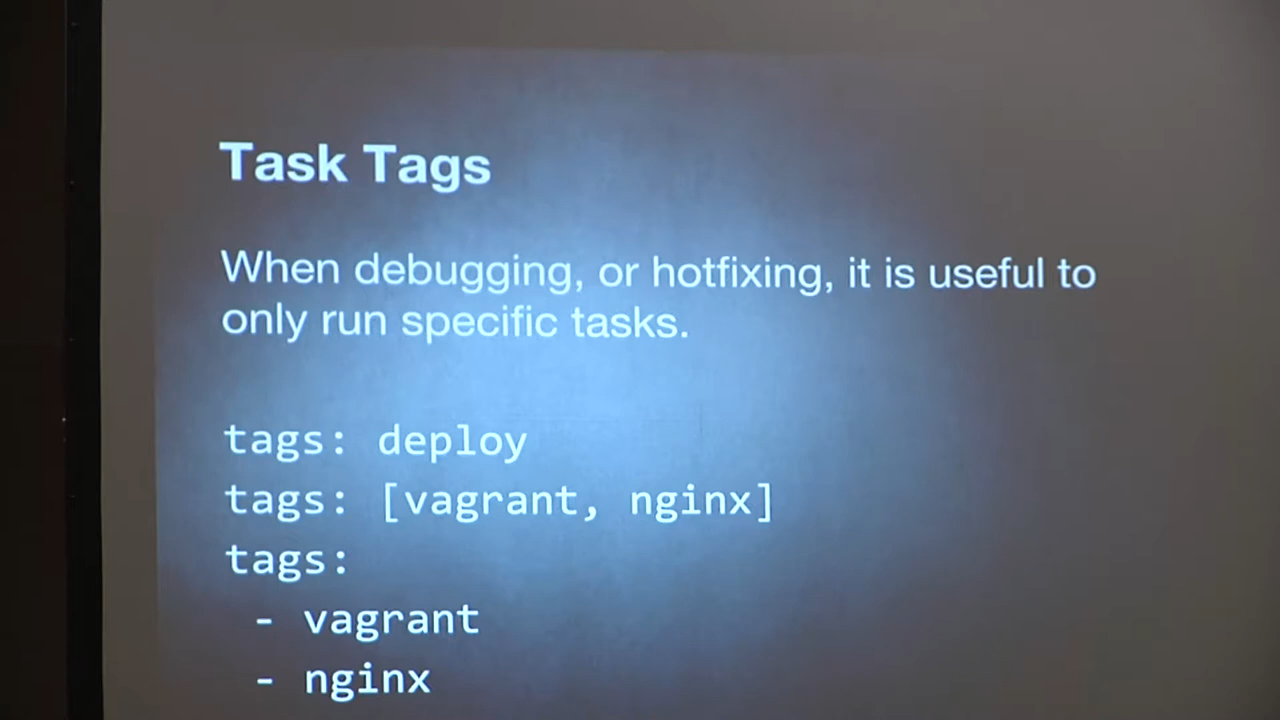 Task Tags
When debugging, or hotfixing, it is useful to
only run specific tasks.
tags: deploy
tags: [vagrant, nginx]
tags:
- vagrant
- nginx